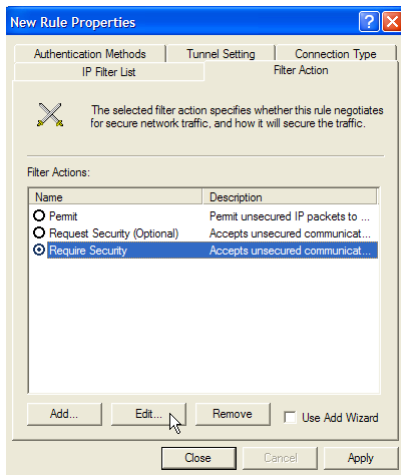 New Rule Properties
Authentication Methods Tunnel Setting Connection Type
IP Filter List Filter Action
The selected filter action specifies whether this rule negotiates
for secure network traffic, and how it will secure the traffic.
Filter Actions:
Name Description
Permit Permit unsecured IP packets to ...
Request Security (Optional) Accepts unsecured communicat...
Require Security Accepts unsecured communicat...
Add... Edit... Remove Use Add Wizard
Close Cancel Apply